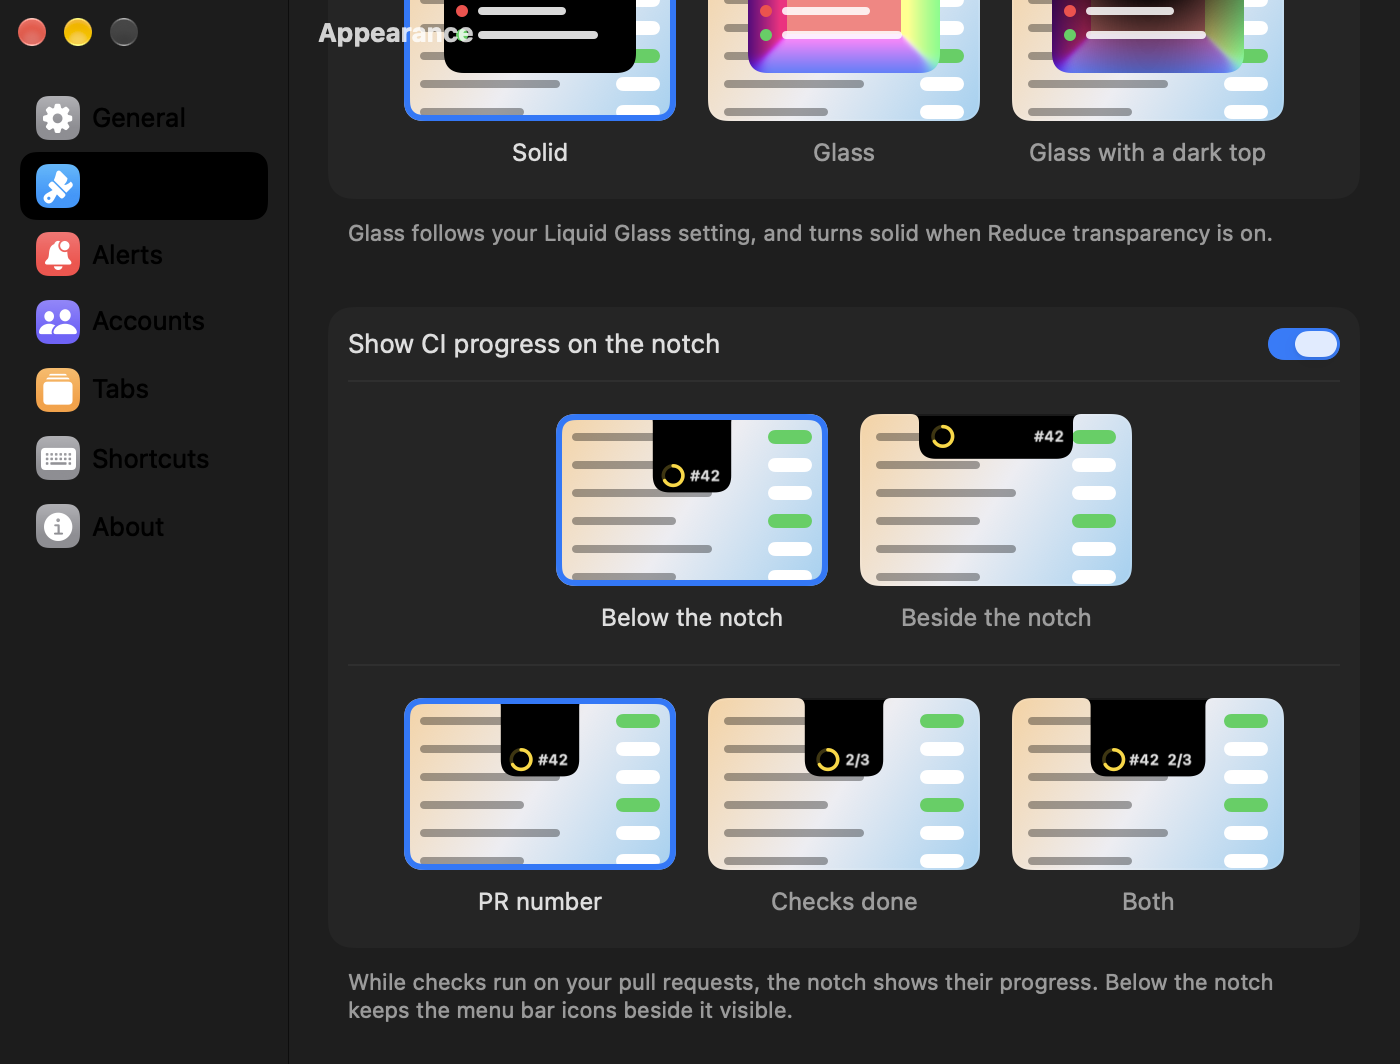 Appearance
General
Alerts
Accounts
Tabs
Shortcuts
About
Solid
Glass
Glass with a dark top
Glass follows your Liquid Glass setting, and turns solid when Reduce transparency is on.
Show CI progress on the notch
#42
#42
Below the notch
Beside the notch
#42
2/3
#42 2/3
PR number
Checks done
Both
While checks run on your pull requests, the notch shows their progress. Below the notch
keeps the menu bar icons beside it visible.